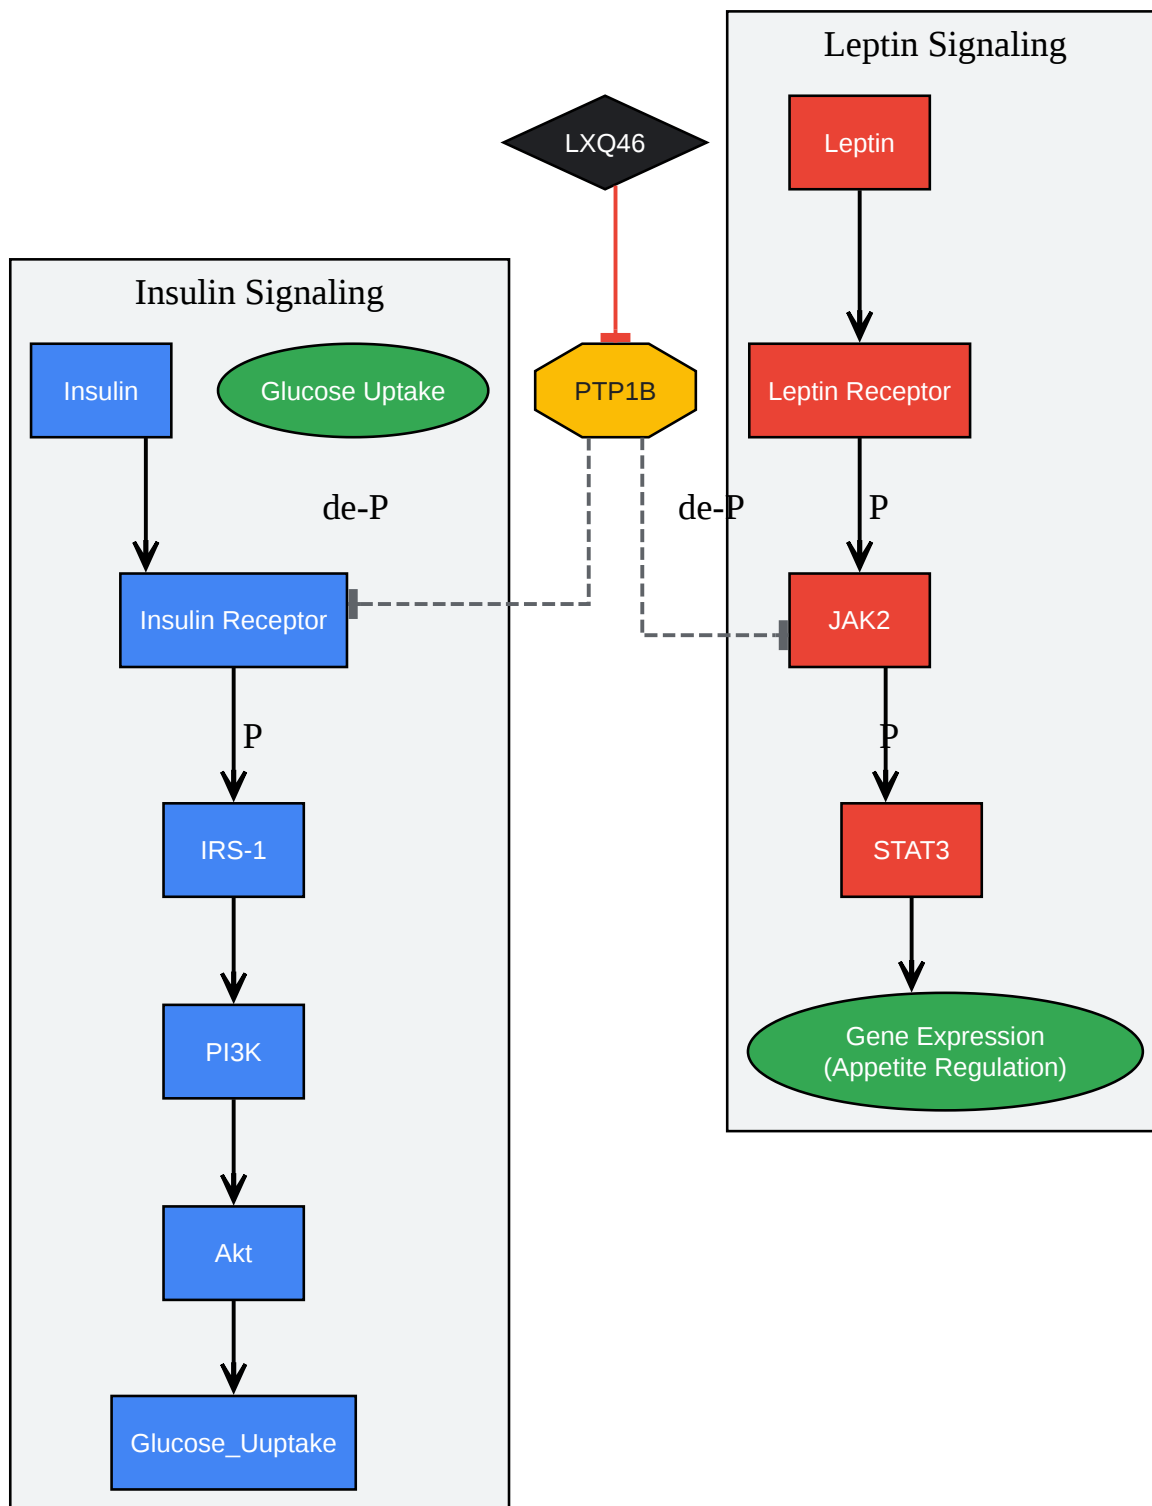 Leptin Signaling
LXQ46
Leptin
Insulin Signaling
Insulin
Glucose Uptake
PTP1B
Leptin Receptor
de-P
de-P
P
Insulin Receptor
JAK2
P
P
IRS-1
STAT3
PI3K
Gene Expression
(Appetite Regulation)
Akt
Glucose_Uuptake